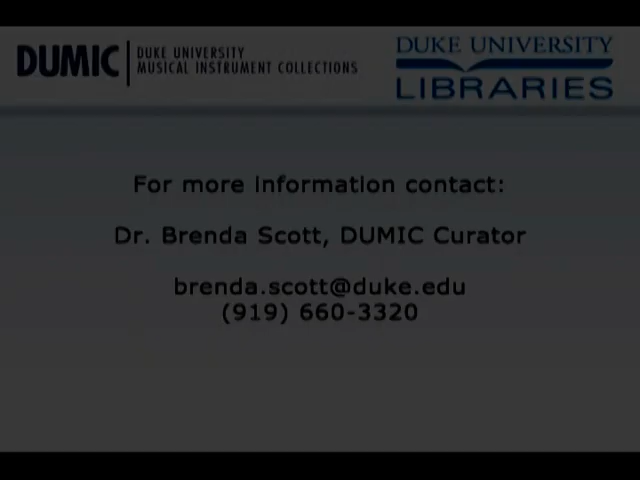 DUMIC
DUKE UNIVERSITY
MUSICAL INSTRUMENT COLLECTIONS
DUKE UNIVERSITY
LIBRARIES
For more information contact:
Dr. Brenda Scott, DUMIC Curator
brenda.scott@duke.edu
(919) 660-3320